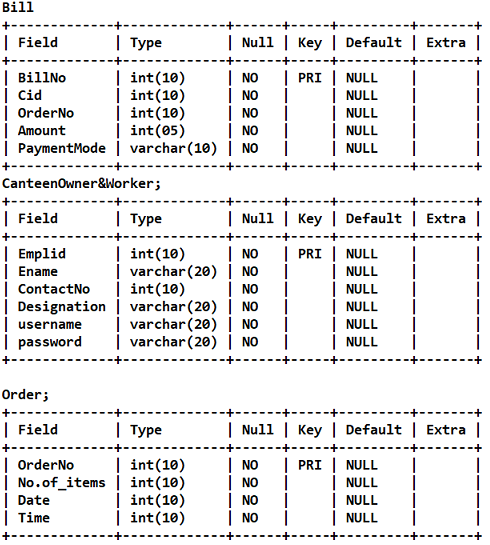 Bill
+-------------+-------------+------+-----+---------+-------+
| Field       | Type        | Null | Key | Default | Extra |
+-------------+-------------+------+-----+---------+-------+
| BillNo      | int(10)     | NO   | PRI | NULL    |       |
| Cid         | int(10)     | NO   |     | NULL    |       |
| OrderNo     | int(10)     | NO   |     | NULL    |       |
| Amount      | int(05)     | NO   |     | NULL    |       |
| PaymentMode | varchar(10) | NO   |     | NULL    |       |
+-------------+-------------+------+-----+---------+-------+
CanteenOwner&Worker;
+-------------+-------------+------+-----+---------+-------+
| Field       | Type        | Null | Key | Default | Extra |
+-------------+-------------+------+-----+---------+-------+
| Emplid      | int(10)     | NO   | PRI | NULL    |       |
| Ename       | varchar(20) | NO   |     | NULL    |       |
| ContactNo   | int(10)     | NO   |     | NULL    |       |
| Designation | varchar(20) | NO   |     | NULL    |       |
| username    | varchar(20) | NO   |     | NULL    |       |
| password    | varchar(20) | NO   |     | NULL    |       |
+-------------+-------------+------+-----+---------+-------+
Order;
+-------------+-------------+------+-----+---------+-------+
| Field       | Type        | Null | Key | Default | Extra |
+-------------+-------------+------+-----+---------+-------+
| OrderNo     | int(10)     | NO   | PRI | NULL    |       |
| No.of_items | int(10)     | NO   |     | NULL    |       |
| Date        | int(10)     | NO   |     | NULL    |       |
| Time        | int(10)     | NO   |     | NULL    |       |
+-------------+-------------+------+-----+---------+-------+